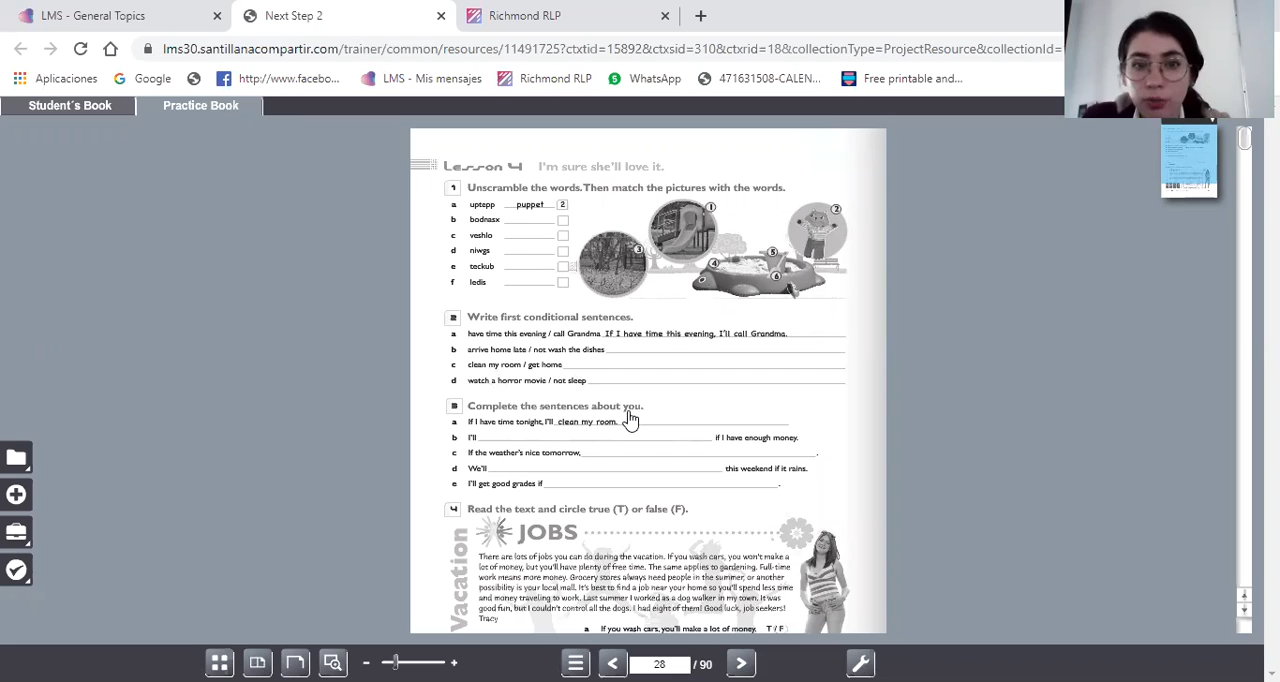 LMS - General Topics
Next Step 2
Richmond RLP
lms30.santillanacompartir.com/trainer/common/resources/11491725?ctxtid=15892&ctxsid=310&ctxrid=18&collectionType=ProjectResource&collectionId=
Aplicaciones
Google
http://www.facebo...
LMS - Mis mensajes
Richmond RLP
WhatsApp
471631508-CALEN...
Free printable and...
Student´s Book
Practice Book
Lesson 4 I'm sure she'll love it.
1 Unscramble the words. Then match the pictures with the words.
a uptepp puppet 2
b bodnasx
c veshlo
d niwgs
e teckub
f ledis
1
2
3
4
5
6
2 Write first conditional sentences.
a have time this evening / call Grandma If I have time this evening, I'll call Grandma.
b arrive home late / not wash the dishes
c clean my room / get home
d watch a horror movie / not sleep
3 Complete the sentences about you.
a If I have time tonight, I'll clean my room.
b I'll if I have enough money.
c If the weather's nice tomorrow, .
d We'll this weekend if it rains.
e I'll get good grades if .
4 Read the text and circle true (T) or false (F).
Vacation
JOBS
There are lots of jobs you can do during the vacation. If you wash cars, you won't make a
lot of money, but you'll have plenty of free time. The same applies to gardening. Full-time
work means more money. Grocery stores always need people in the summer, or another
possibility is your local mall. It's best to find a job near your home so you'll spend less time
and money traveling to work. Last summer I worked as a dog walker in my town. It was
good fun, but I couldn't control all the dogs. I had eight of them! Good luck, job seekers!
Tracy
a If you wash cars, you'll make a lot of money. T / F
28 / 90